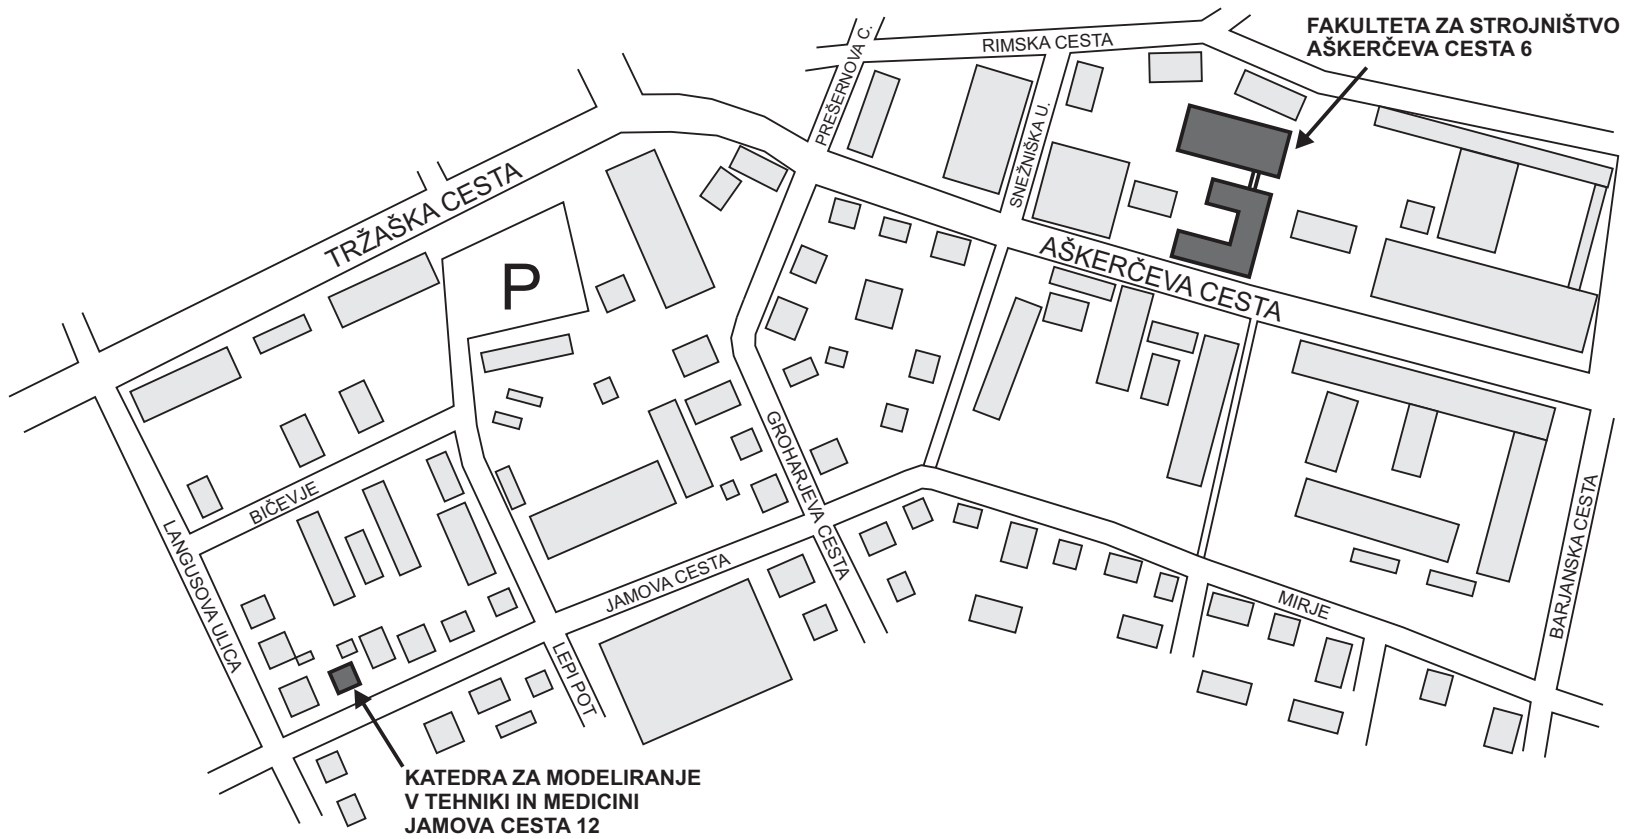 FAKULTETA ZA STROJNIŠTVO
AŠKERČEVA CESTA 6
PREŠERNOVA C.
RIMSKA CESTA
SNEŽNIŠKA U.
TRŽAŠKA CESTA
P
AŠKERČEVA CESTA
GROHARJEVA CESTA
BIČEVJE
LANGUSOVA ULICA
JAMOVA CESTA
MIRJE
BARJANSKA CESTA
LEPI POT
KATEDRA ZA MODELIRANJE
V TEHNIKI IN MEDICINI
JAMOVA CESTA 12